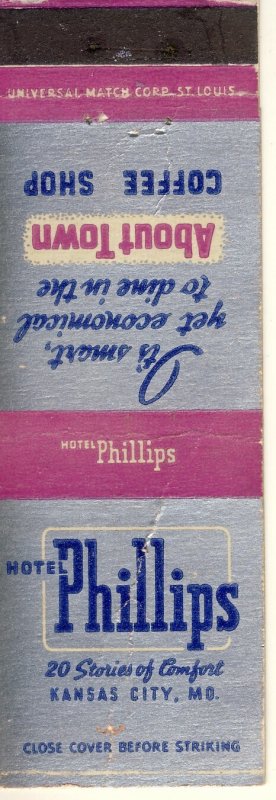 UNIVERSAL MATCH CORP. ST. LOUIS
It's smart,
yet economical
to dine in the
About Town
COFFEE SHOP
HOTEL Phillips
HOTEL Phillips
20 Stories of Comfort
KANSAS CITY, MO.
CLOSE COVER BEFORE STRIKING